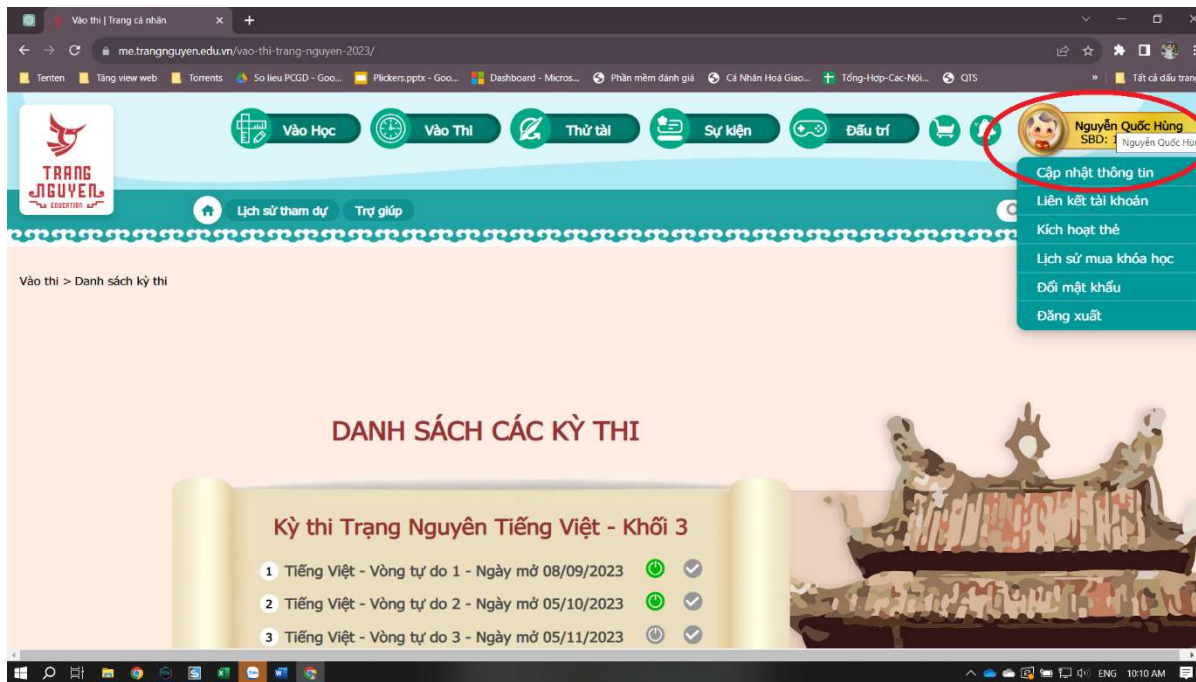 Vào thi | Trang cá nhân
me.trangnguyen.edu.vn/vao-thi-trang-nguyen-2023/
Tenten Tăng view web Torrents So lieu PCGD - Goo... Plickers.pptx - Goo... Dashboard - Micros... Phần mềm đánh giá Cá Nhân Hoá Giao... Tổng-Hợp-Cac-Nội... QTS » Tất cả dấu trang
TRANG NGUYEN
EDUCATION
Vào Học Vào Thi Thử tài Sự kiện Đấu trí
Nguyễn Quốc Hùng
SBD: 1
Nguyễn Quốc Hùn
Cập nhật thông tin
Liên kết tài khoản
Kích hoạt thẻ
Lịch sử mua khóa học
Đổi mật khẩu
Đăng xuất
Lịch sử tham dự Trợ giúp
Vào thi > Danh sách kỳ thi
DANH SÁCH CÁC KỲ THI
Kỳ thi Trạng Nguyên Tiếng Việt - Khối 3
1 Tiếng Việt - Vòng tự do 1 - Ngày mở 08/09/2023
2 Tiếng Việt - Vòng tự do 2 - Ngày mở 05/10/2023
3 Tiếng Việt - Vòng tự do 3 - Ngày mở 05/11/2023
ENG 10:10 AM